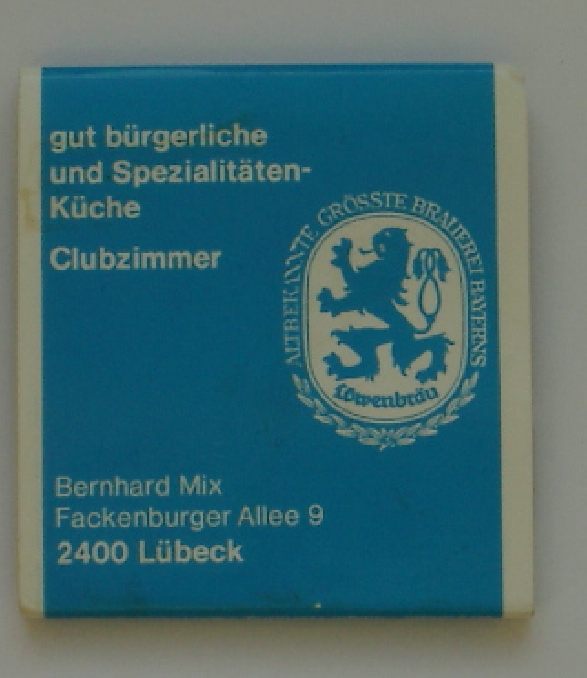 gut bürgerliche
und Spezialitäten-
Küche
Clubzimmer
ALTBEKANNTE GRÖSSTE BRAUEREI BAYERNS
Löwenbräu
Bernhard Mix
Fackenburger Allee 9
2400 Lübeck